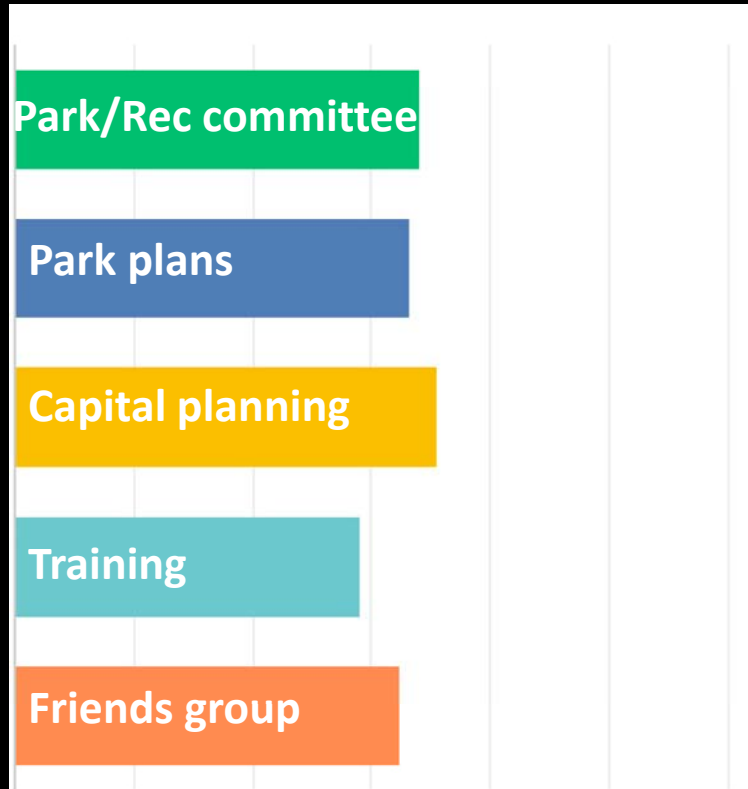 Park/Rec committee
Park plans
Capital planning
Training
Friends group